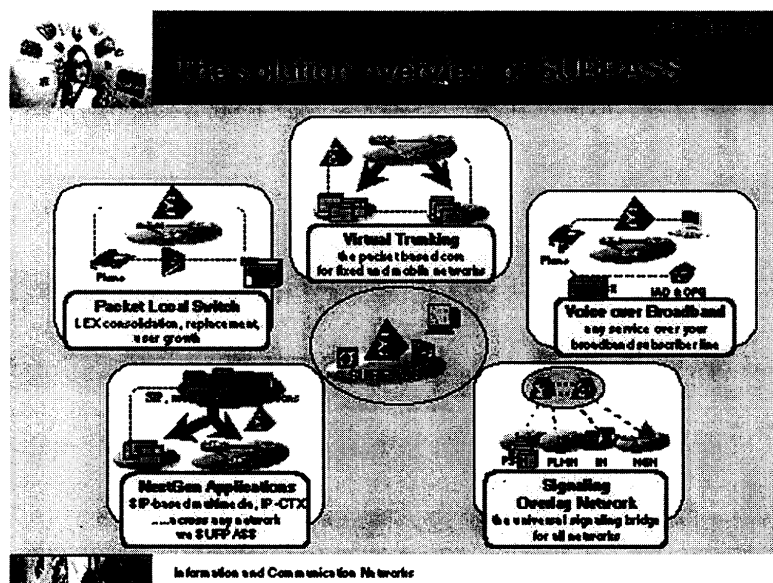 The solution overview of SURPASS
Virtual Trunking
the packet based core
for fixed and mobile networks
Phone
Packet Local Switch
LEX consolidation, replacement,
user growth
Phone
IAD & CPG
Voice over Broadband
any service over your
broadband subscriber line
SIP,
NextGen Applications
SIP-based multimedia, IP-CTX
....across any network
we SURPASS
PLMN IN NGN
Signaling
Overlay Network
the universal signaling bridge
for all networks
Information and Communication Networks